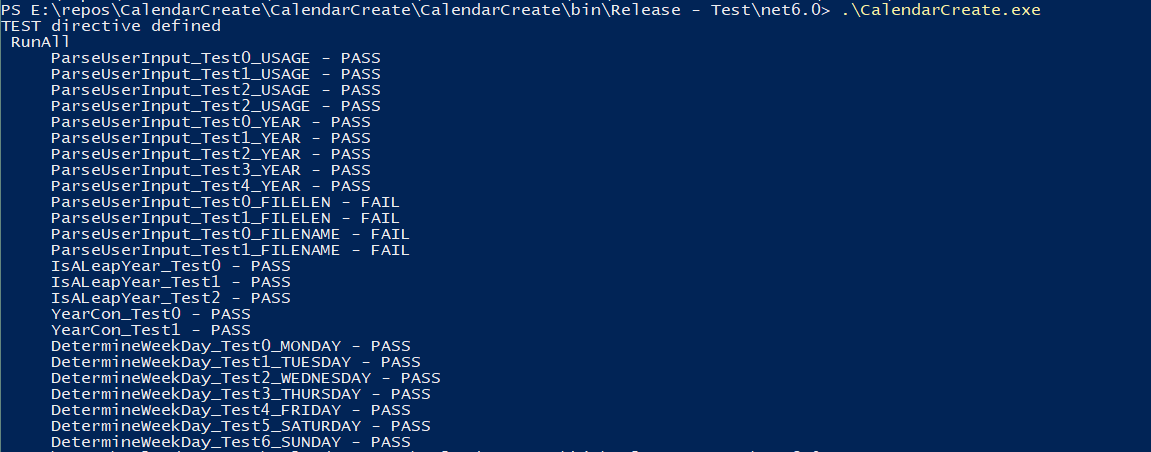 PS E:\repos\CalendarCreate\CalendarCreate\CalendarCreate\bin\Release - Test\net6.0> .\CalendarCreate.exe
TEST directive defined
RunAll
ParseUserInput_Test0_USAGE - PASS
ParseUserInput_Test1_USAGE - PASS
ParseUserInput_Test2_USAGE - PASS
ParseUserInput_Test2_USAGE - PASS
ParseUserInput_Test0_YEAR - PASS
ParseUserInput_Test1_YEAR - PASS
ParseUserInput_Test2_YEAR - PASS
ParseUserInput_Test3_YEAR - PASS
ParseUserInput_Test4_YEAR - PASS
ParseUserInput_Test0_FILELEN - FAIL
ParseUserInput_Test1_FILELEN - FAIL
ParseUserInput_Test0_FILENAME - FAIL
ParseUserInput_Test1_FILENAME - FAIL
IsALeapYear_Test0 - PASS
IsALeapYear_Test1 - PASS
IsALeapYear_Test2 - PASS
YearCon_Test0 - PASS
YearCon_Test1 - PASS
DetermineWeekDay_Test0_MONDAY - PASS
DetermineWeekDay_Test1_TUESDAY - PASS
DetermineWeekDay_Test2_WEDNESDAY - PASS
DetermineWeekDay_Test3_THURSDAY - PASS
DetermineWeekDay_Test4_FRIDAY - PASS
DetermineWeekDay_Test5_SATURDAY - PASS
DetermineWeekDay_Test6_SUNDAY - PASS